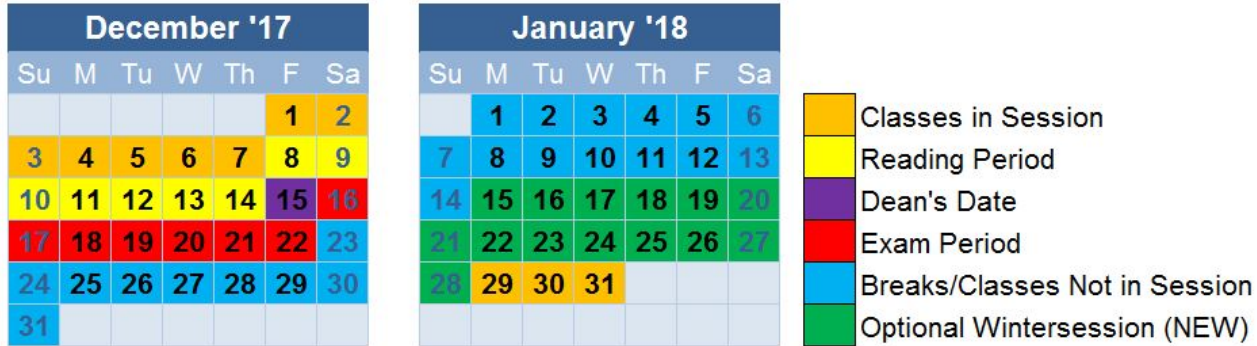 December '17
Su M Tu W Th F Sa
1 2
3 4 5 6 7 8 9
10 11 12 13 14 15 16
17 18 19 20 21 22 23
24 25 26 27 28 29 30
31
January '18
Su M Tu W Th F Sa
1 2 3 4 5 6
7 8 9 10 11 12 13
14 15 16 17 18 19 20
21 22 23 24 25 26 27
28 29 30 31
Classes in Session
Reading Period
Dean's Date
Exam Period
Breaks/Classes Not in Session
Optional Wintersession (NEW)